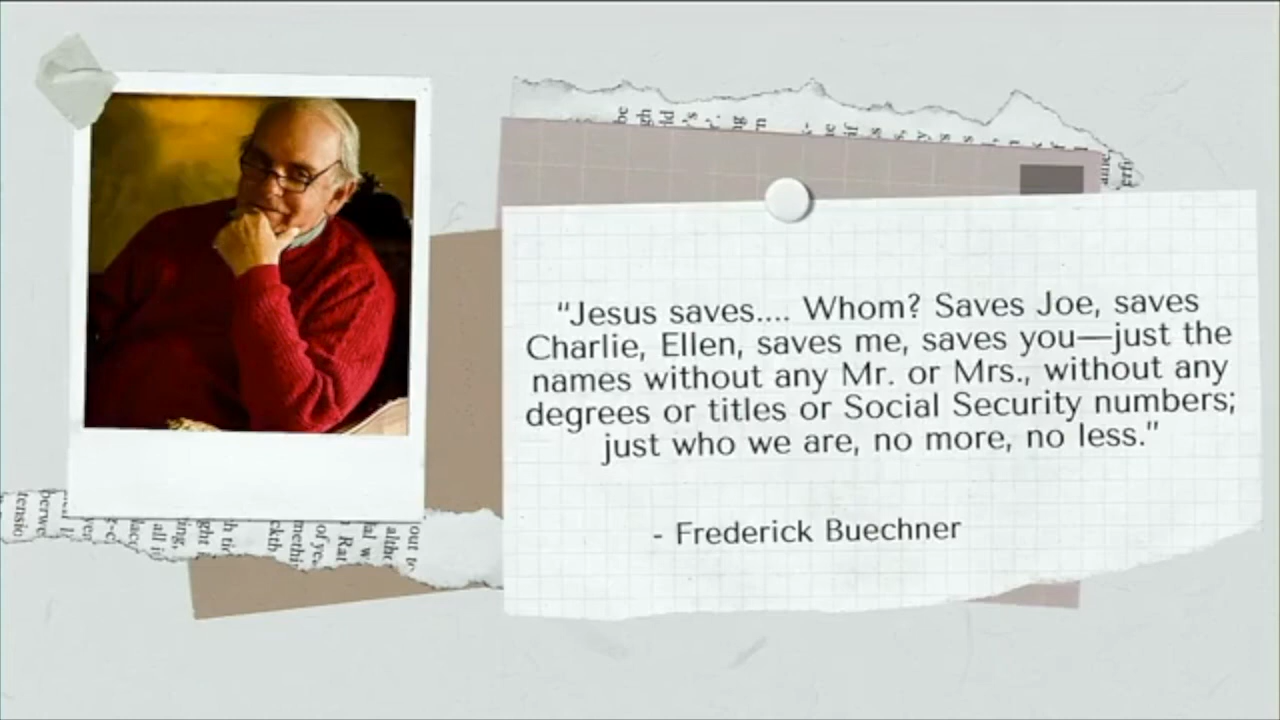 “Jesus saves.... Whom? Saves Joe, saves
Charlie, Ellen, saves me, saves you—just the
names without any Mr. or Mrs., without any
degrees or titles or Social Security numbers;
just who we are, no more, no less.”
- Frederick Buechner